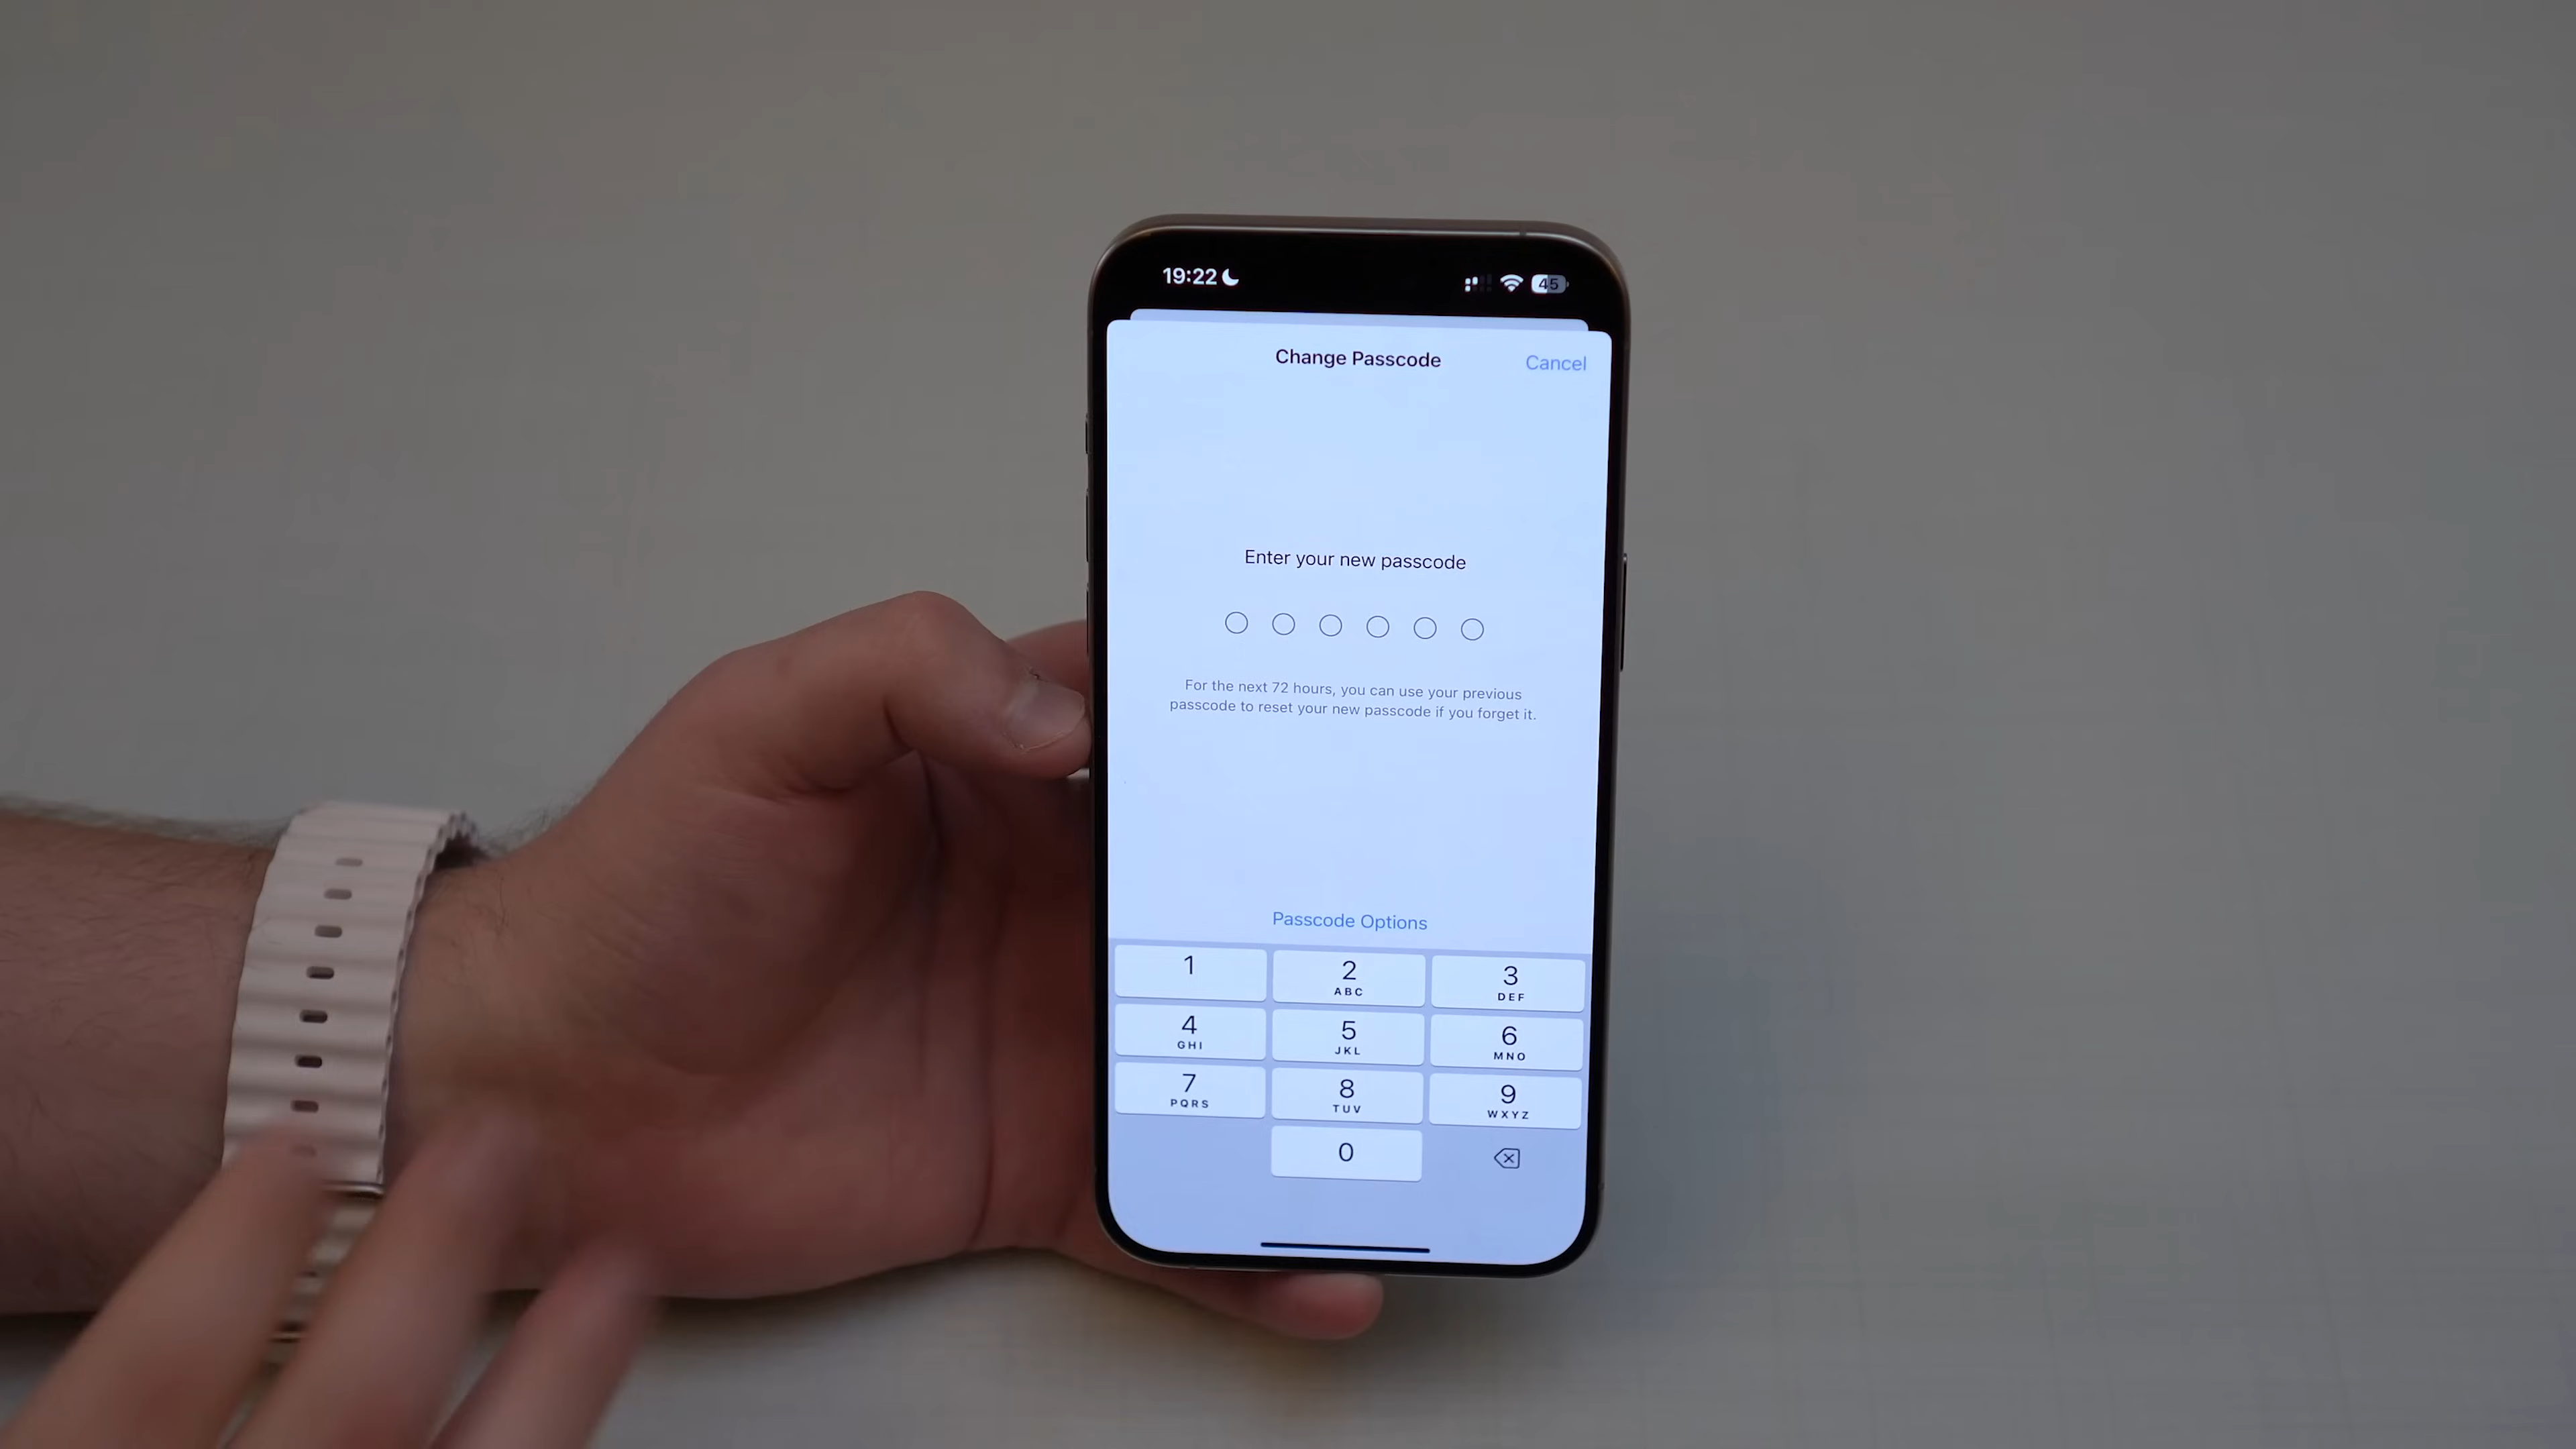 19:22
45
Change Passcode
Cancel
Enter your new passcode
For the next 72 hours, you can use your previous
passcode to reset your new passcode if you forget it.
Passcode Options
1
2
ABC
3
DEF
4
GHI
5
JKL
6
MNO
7
PQRS
8
TUV
9
WXYZ
0